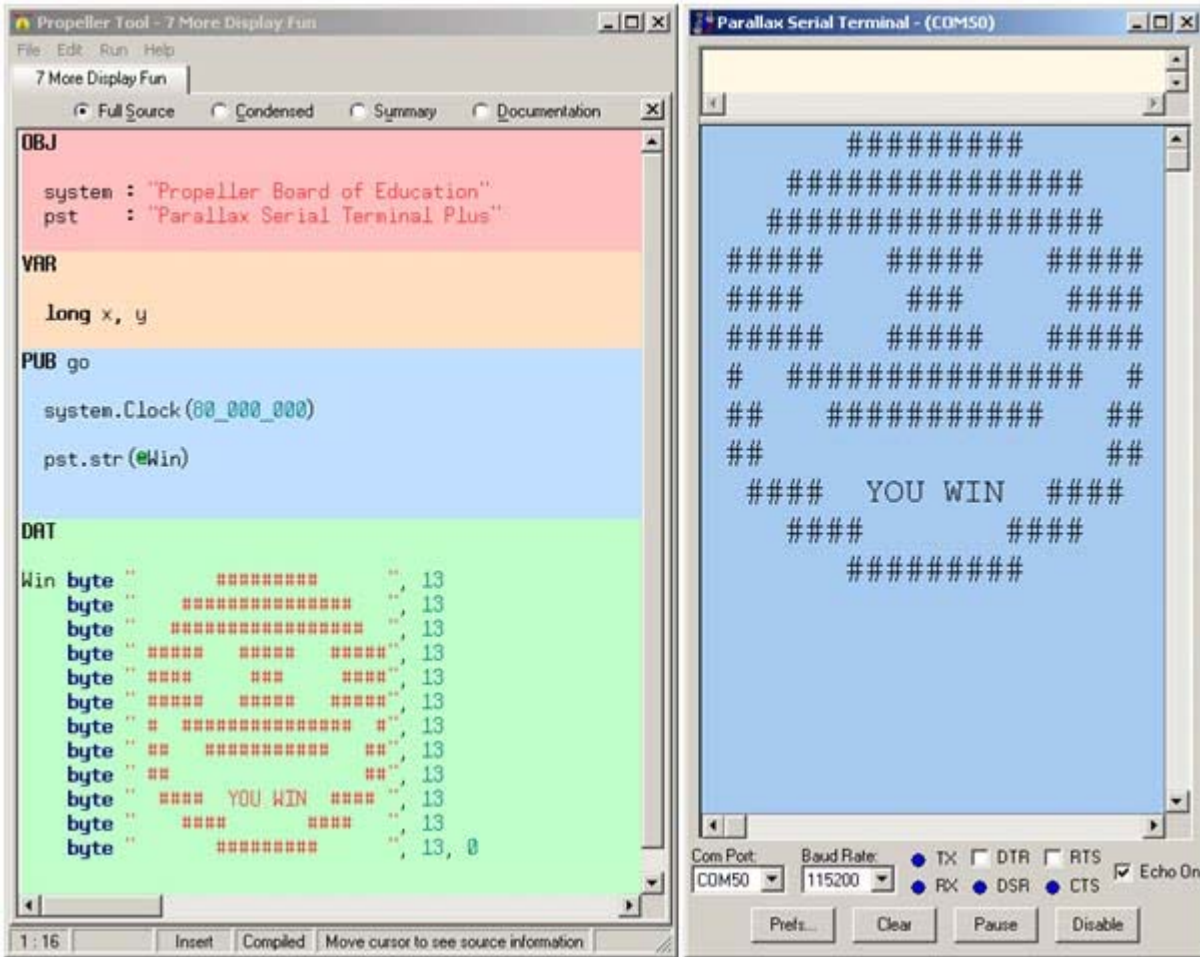 Propeller Tool - 7 More Display Fun
File Edit Run Help
7 More Display Fun
Full Source Condensed Summary Documentation
OBJ
system : "Propeller Board of Education"
pst : "Parallax Serial Terminal Plus"
VAR
long x, y
PUB go
system.Clock(80_000_000)
pst.str(@Win)
DAT
Win byte "      #########      ", 13
byte "   ###############   ", 13
byte "  #################  ", 13
byte "#####   #####   #####", 13
byte "####     ###     ####", 13
byte "#####   #####   #####", 13
byte "#  ###############  #", 13
byte "##   ###########   ##", 13
byte "##                 ##", 13
byte " ####  YOU WIN  #### ", 13
byte "   ####       ####   ", 13
byte "      #########      ", 13, 0
1 : 16 Insert Compiled Move cursor to see source information
Parallax Serial Terminal - (COM50)
      #########
   ###############
  #################
#####   #####   #####
####     ###     ####
#####   #####   #####
#  ###############  #
##   ###########   ##
##                 ##
 ####  YOU WIN  ####
   ####       ####
      #########
Com Port: Baud Rate: TX DTR RTS
COM50 115200 RX DSR CTS Echo On
Prefs... Clear Pause Disable